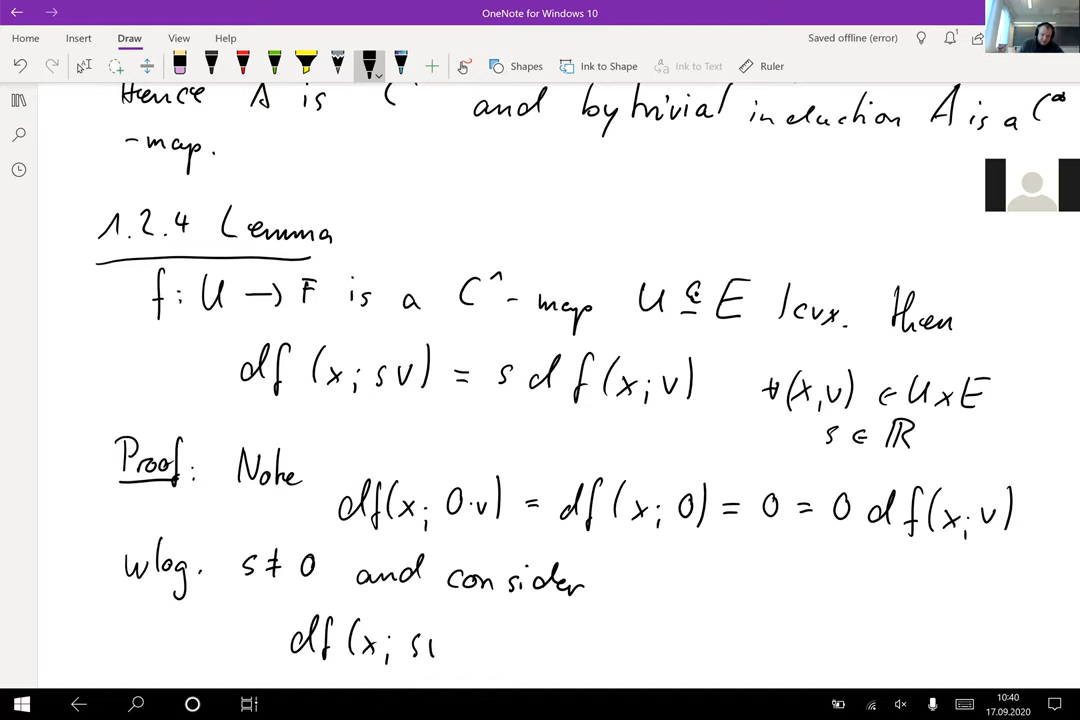 OneNote for Windows 10
Home Insert Draw View Help Saved offline (error)
Shapes Ink to Shape Ink to Text Ruler
Hence A is C¹ and by trivial induction A is a C^∞
-map.
1.2.4 Lemma
f: U → F is a C¹-map U ⊆ E lcvx. then
df(x; sv) = s df(x; v) ∀(x,v) ∈ U×E
s ∈ ℝ
Proof: Note
df(x; 0·v) = df(x; 0) = 0 = 0 df(x; v)
wlog. s ≠ 0 and consider
df(x; s
10:40
17.09.2020